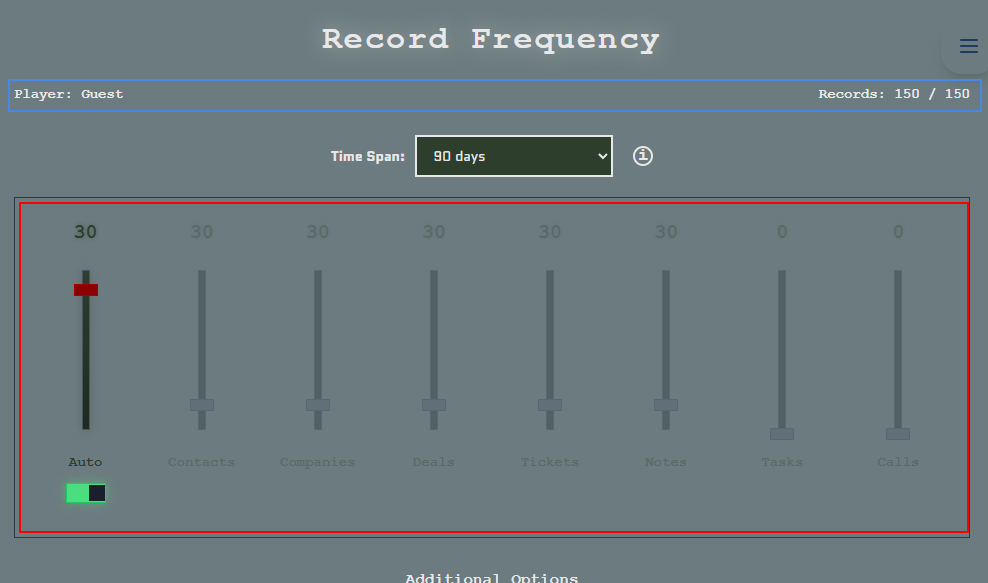 Record Frequency
Player: Guest
Records: 150 / 150
Time Span:
90 days
i
30
30
30
30
30
30
0
0
Auto
Contacts
Companies
Deals
Tickets
Notes
Tasks
Calls
Additional Options